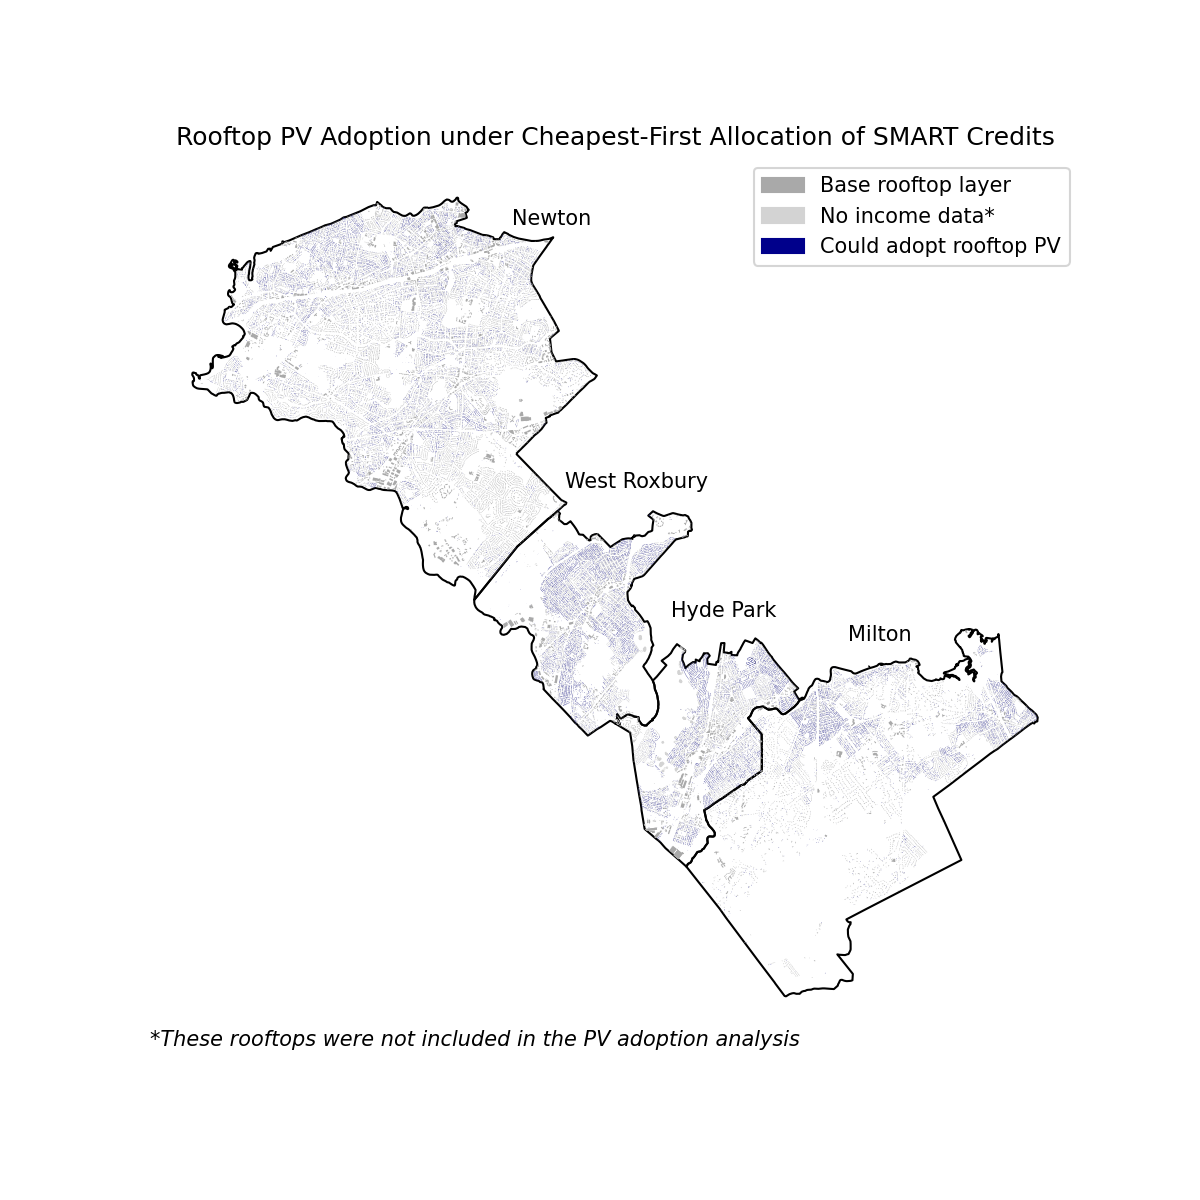 Rooftop PV Adoption under Cheapest-First Allocation of SMART Credits
Base rooftop layer
No income data*
Could adopt rooftop PV
Newton
West Roxbury
Hyde Park
Milton
*These rooftops were not included in the PV adoption analysis